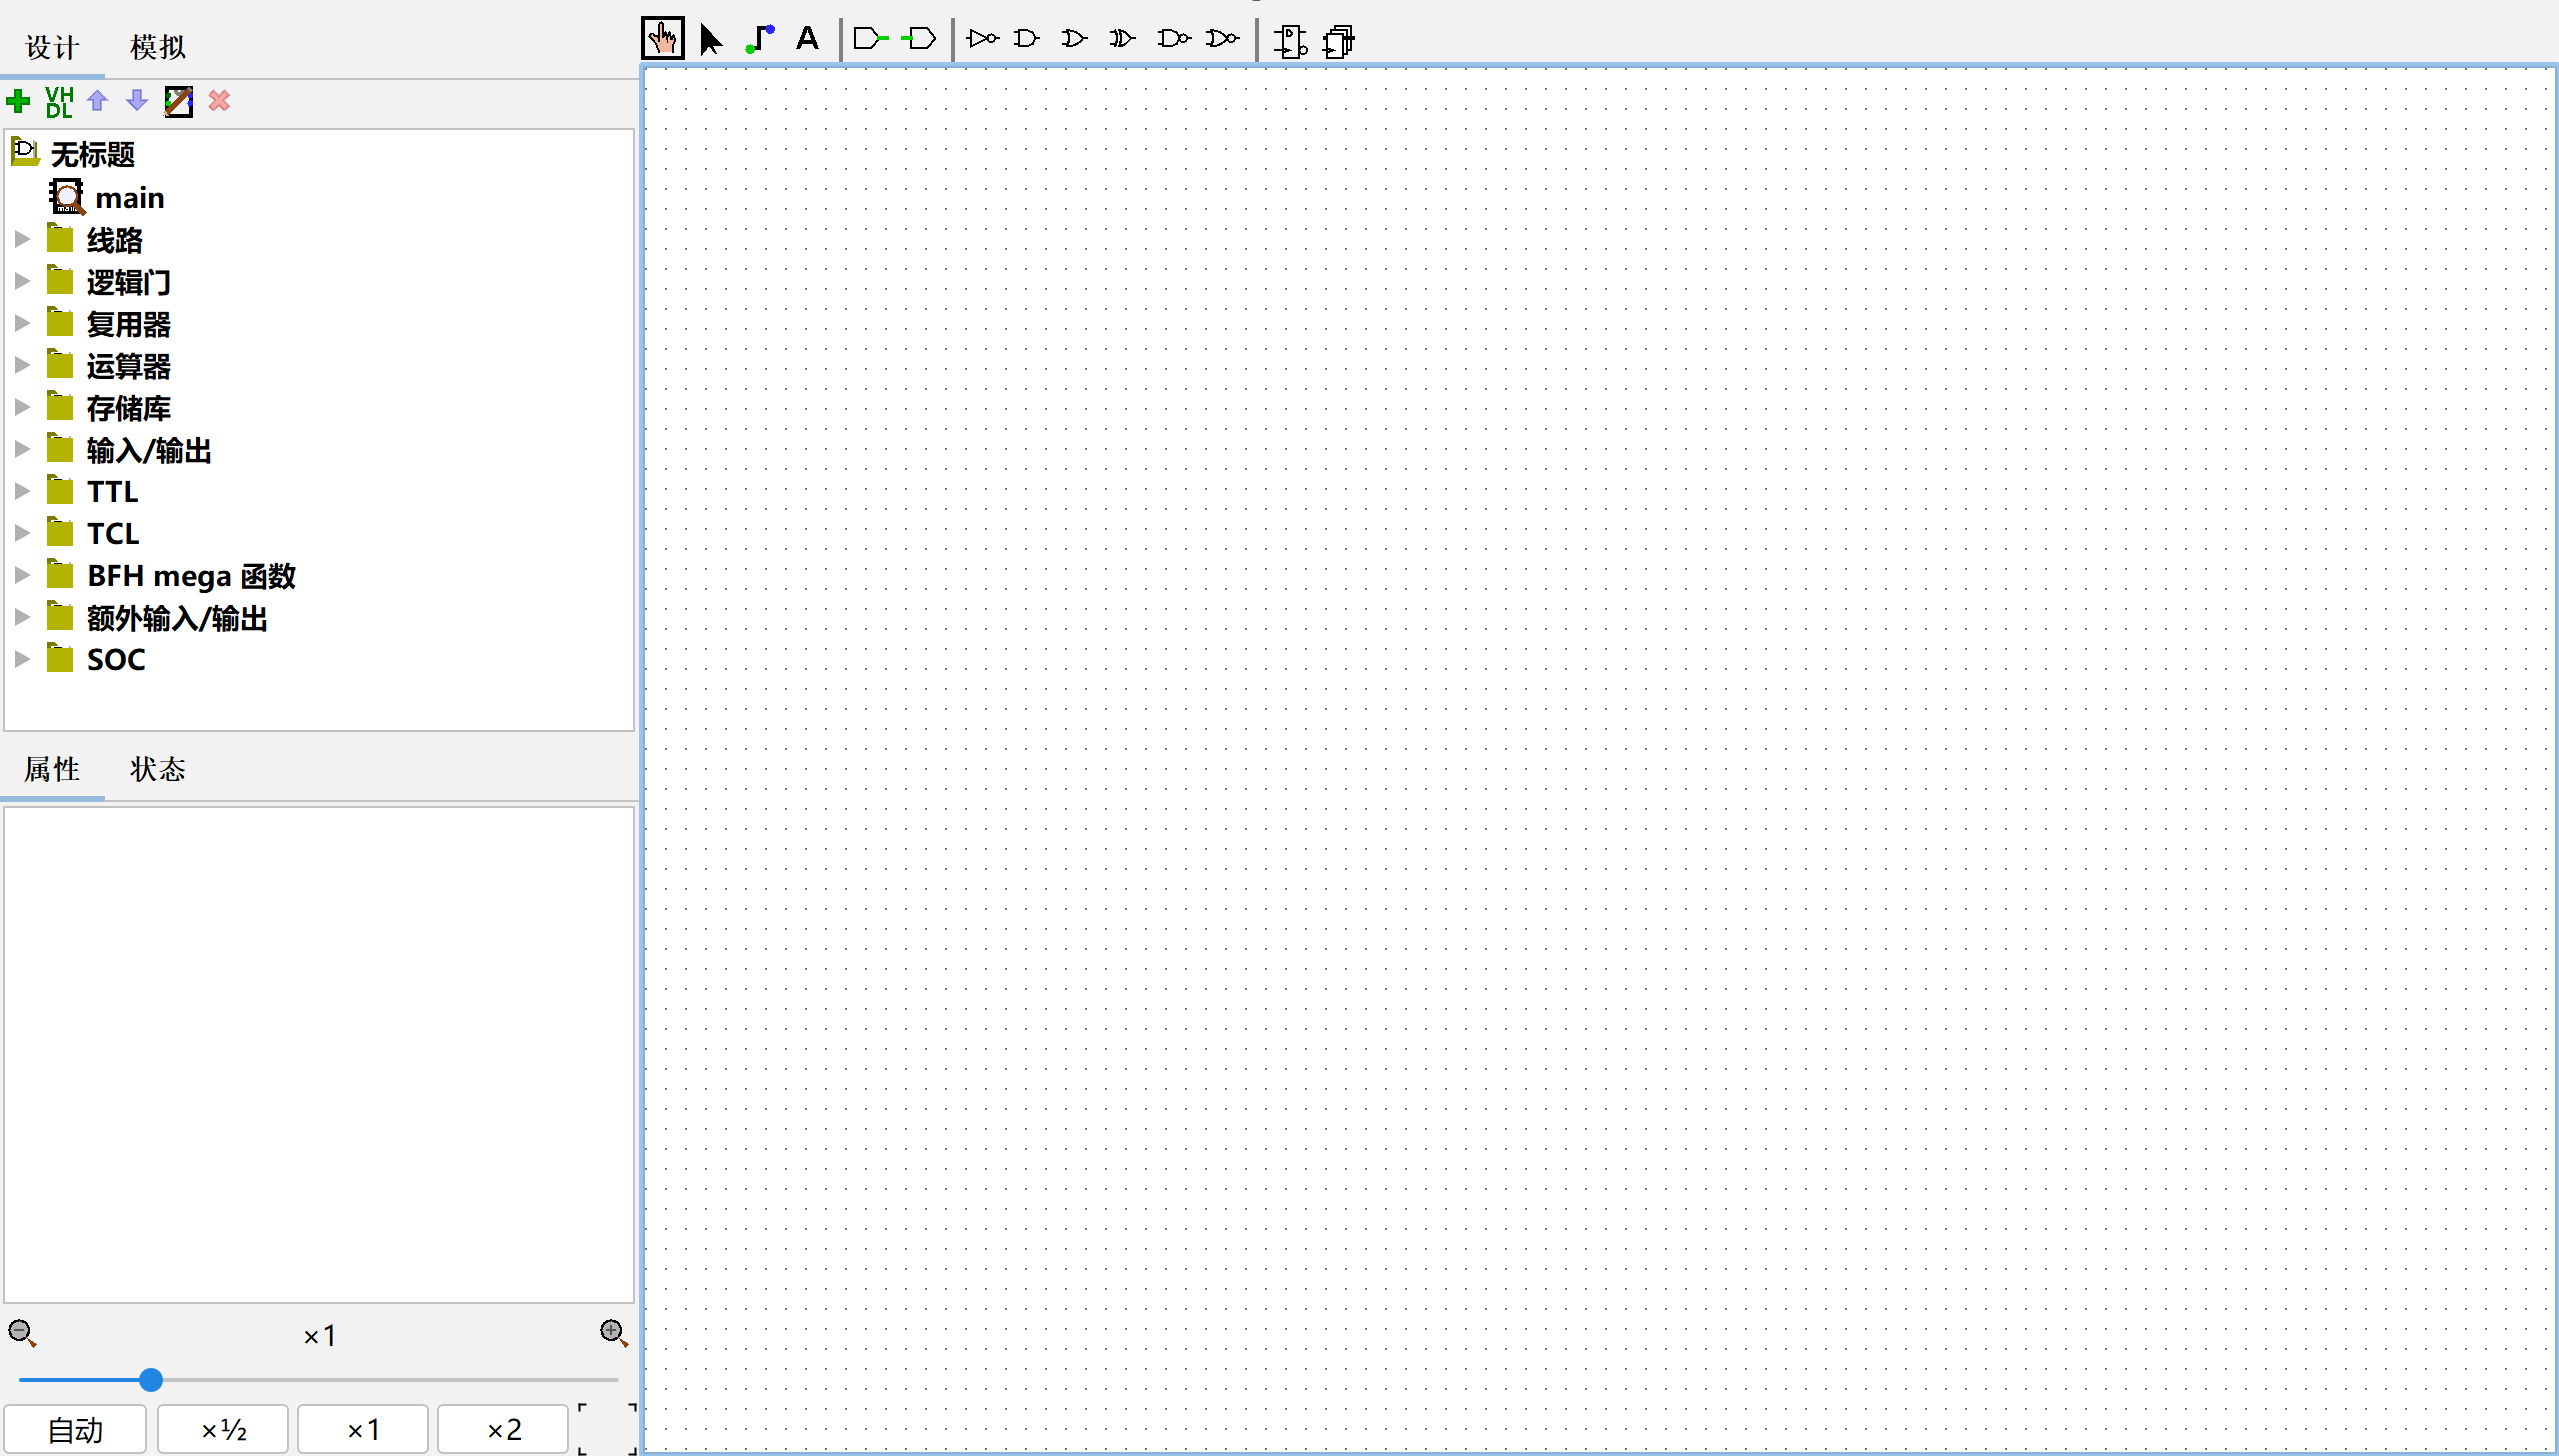 设计 模拟
A
VHDL
无标题
main
线路
逻辑门
复用器
运算器
存储库
输入/输出
TTL
TCL
BFH mega 函数
额外输入/输出
SOC
属性 状态
×1
自动 ×½ ×1 ×2